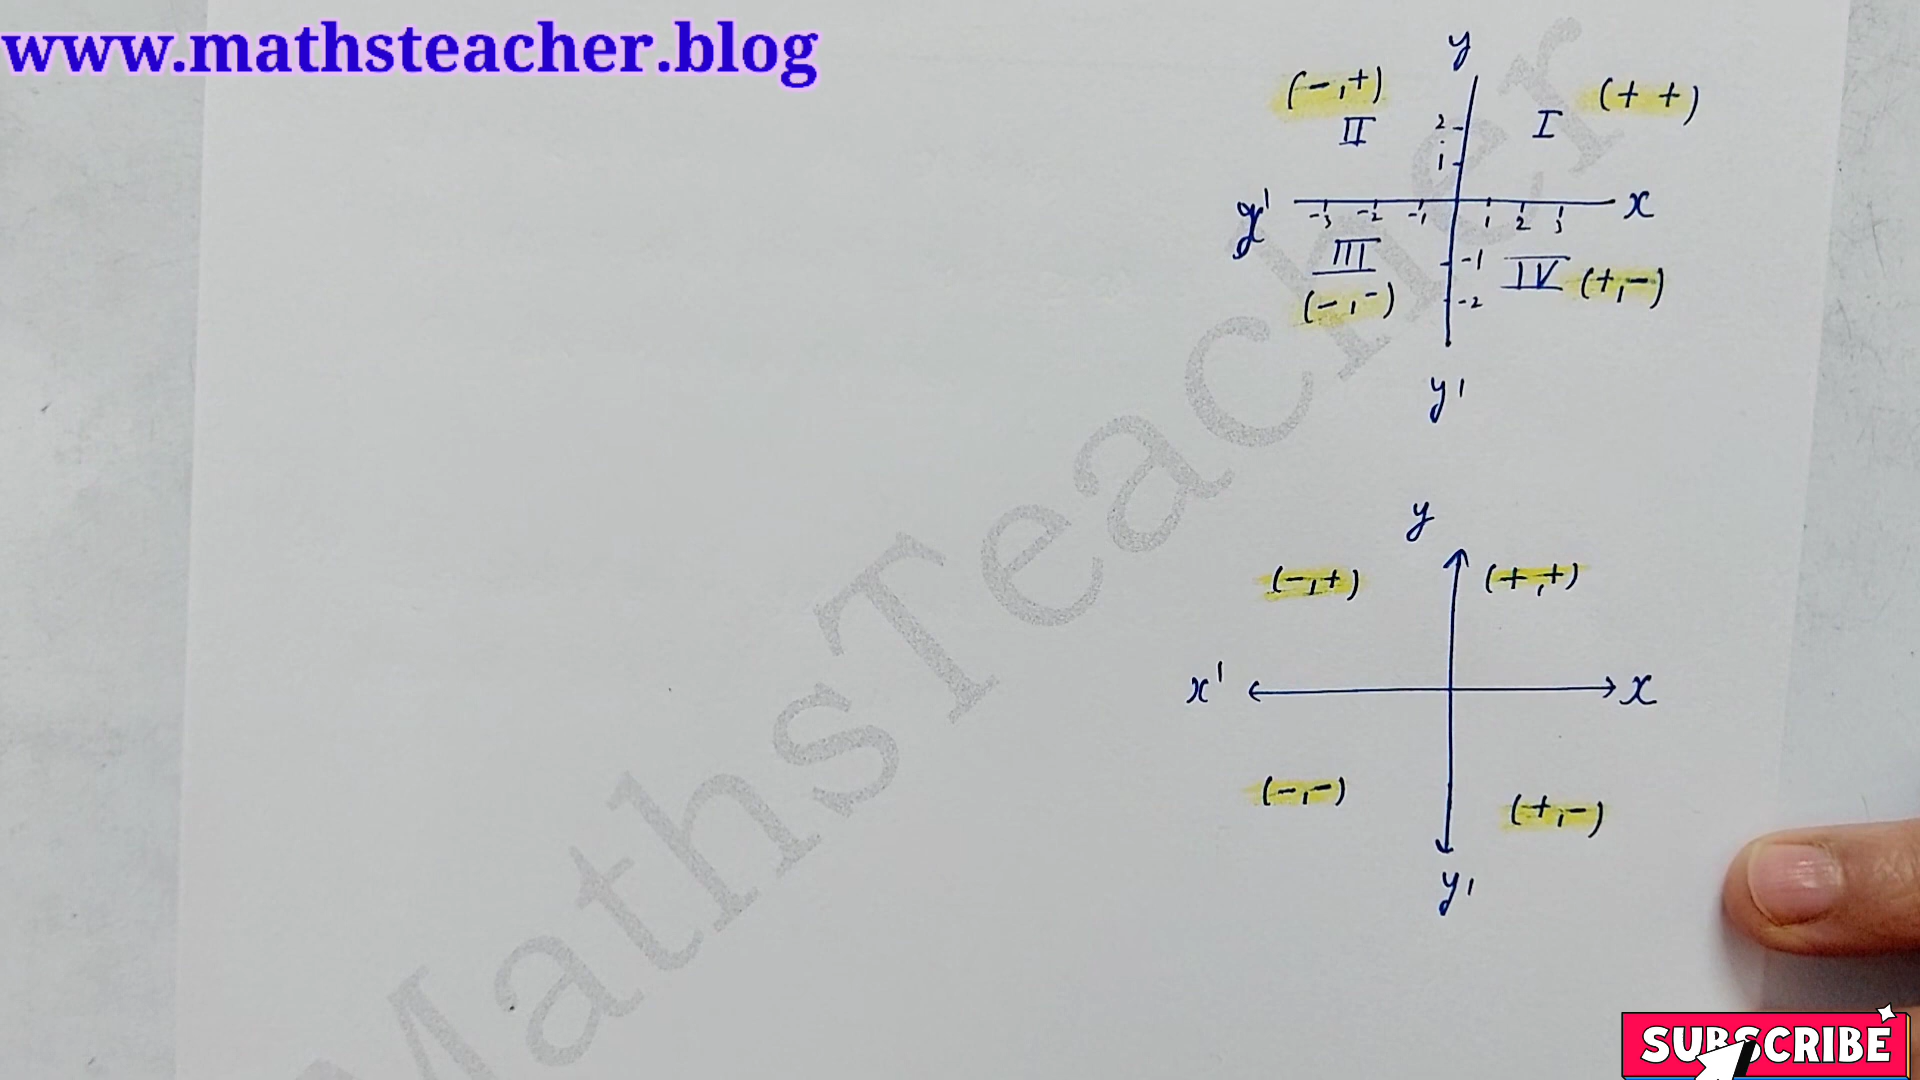 www.mathsteacher.blog
y
(-,+)
(+ +)
II
I
2
1
x' x
-3 -2 -1 1 2 3
III
-1
IV (+,-)
(-,-)
-2
y'
y
(-,+) (+,+)
x' x
(-,-)
(+,-)
y'
MathsTeacher
SUBSCRIBE